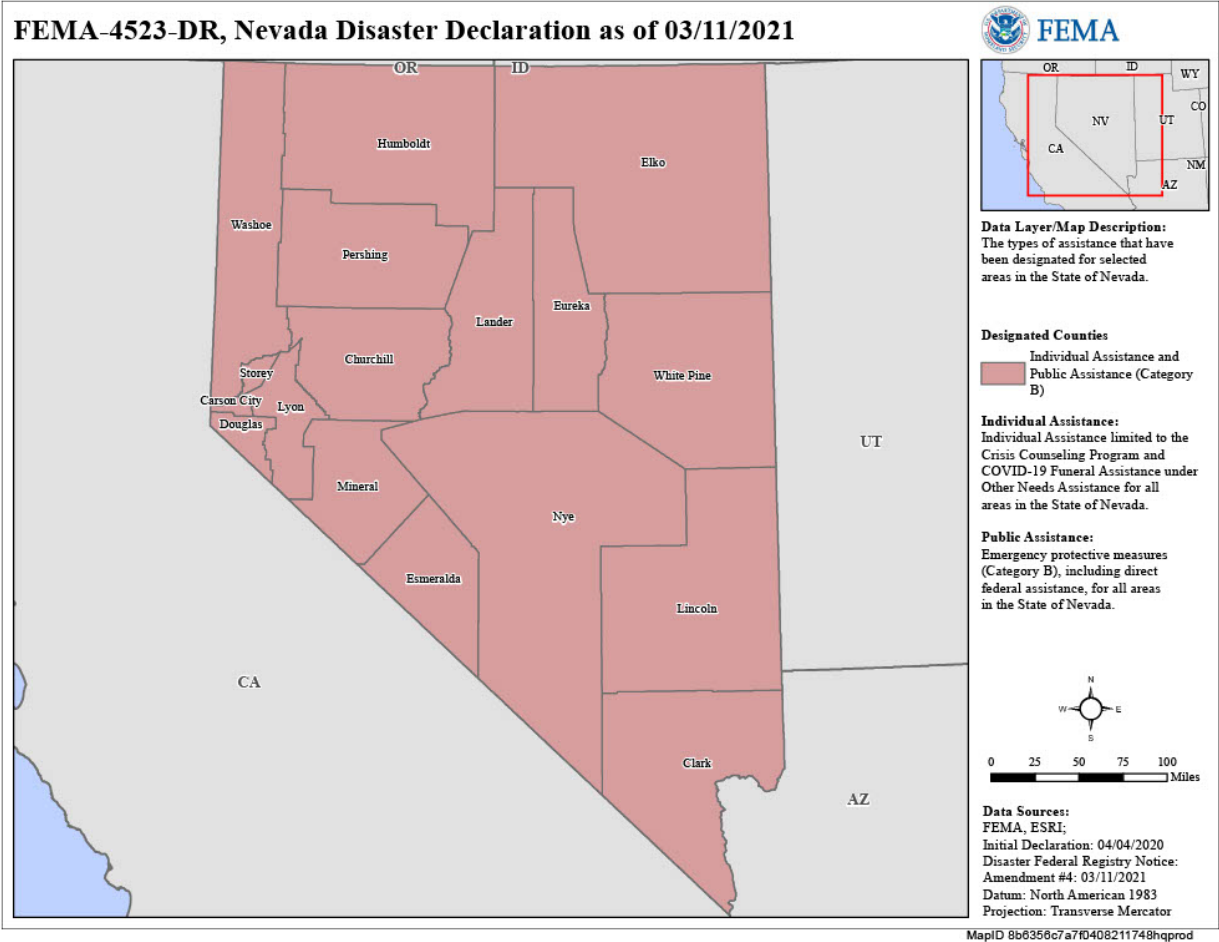 FEMA-4523-DR, Nevada Disaster Declaration as of 03/11/2021
FEMA
OR
ID
Humboldt
Elko
Washoe
Pershing
Lander
Eureka
Churchill
White Pine
Storey
Carson City
Lyon
Douglas
Mineral
Nye
Esmeralda
Lincoln
Clark
UT
CA
AZ
OR
ID
WY
CO
NV
UT
CA
NM
AZ
Data Layer/Map Description:
The types of assistance that have
been designated for selected
areas in the State of Nevada.
Designated Counties
Individual Assistance and
Public Assistance (Category
B)
Individual Assistance:
Individual Assistance limited to the
Crisis Counseling Program and
COVID-19 Funeral Assistance under
Other Needs Assistance for all
areas in the State of Nevada.
Public Assistance:
Emergency protective measures
(Category B), including direct
federal assistance, for all areas
in the State of Nevada.
N
W
E
S
0 25 50 75 100
Miles
Data Sources:
FEMA, ESRI;
Initial Declaration: 04/04/2020
Disaster Federal Registry Notice:
Amendment #4: 03/11/2021
Datum: North American 1983
Projection: Transverse Mercator
MapID 8b6356c7a7f0408211748hqprod